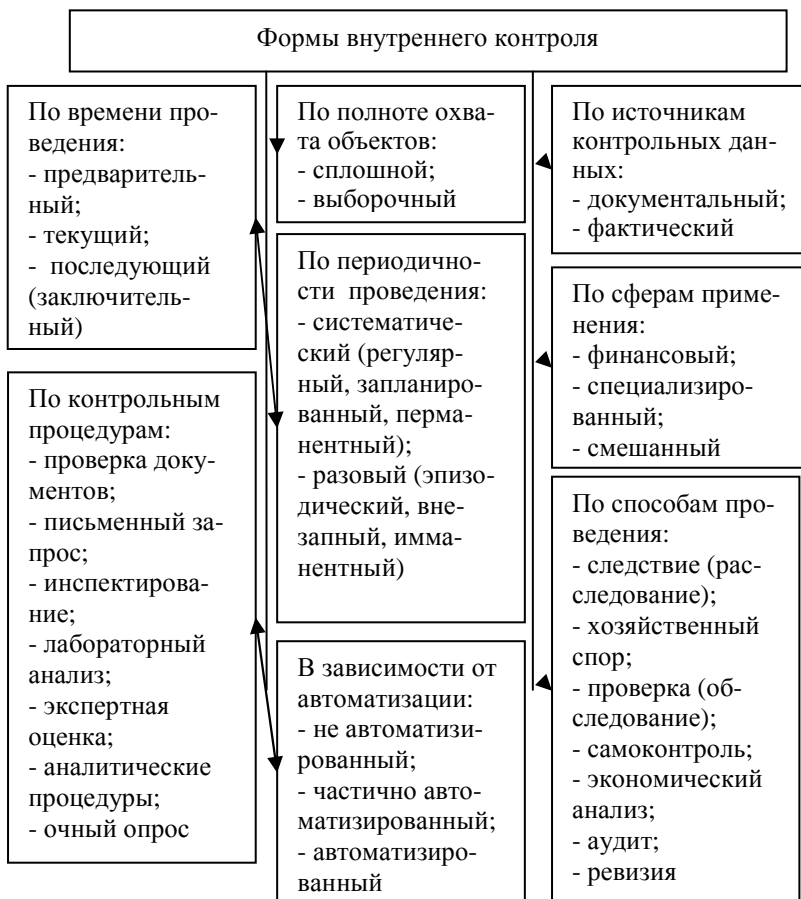 Формы внутреннего контроля
По времени про-
ведения:
- предваритель-
ный;
- текущий;
- последующий
(заключитель-
ный)
По контрольным
процедурам:
- проверка доку-
ментов;
- письменный за-
прос;
- инспектирова-
ние;
- лабораторный
анализ;
- экспертная
оценка;
- аналитические
процедуры;
- очный опрос
По полноте охва-
та объектов:
- сплошной;
- выборочный
По периодично-
сти проведения:
- систематиче-
ский (регуляр-
ный, запланиро-
ванный, перма-
нентный);
- разовый (эпизо-
дический, вне-
запный, имма-
нентный)
В зависимости от
автоматизации:
- не автоматизи-
рованный;
- частично авто-
матизированный;
- автоматизиро-
ванный
По источникам
контрольных дан-
ных:
- документальный;
- фактический
По сферам приме-
нения:
- финансовый;
- специализиро-
ванный;
- смешанный
По способам про-
ведения:
- следствие (рас-
следование);
- хозяйственный
спор;
- проверка (об-
следование);
- самоконтроль;
- экономический
анализ;
- аудит;
- ревизия